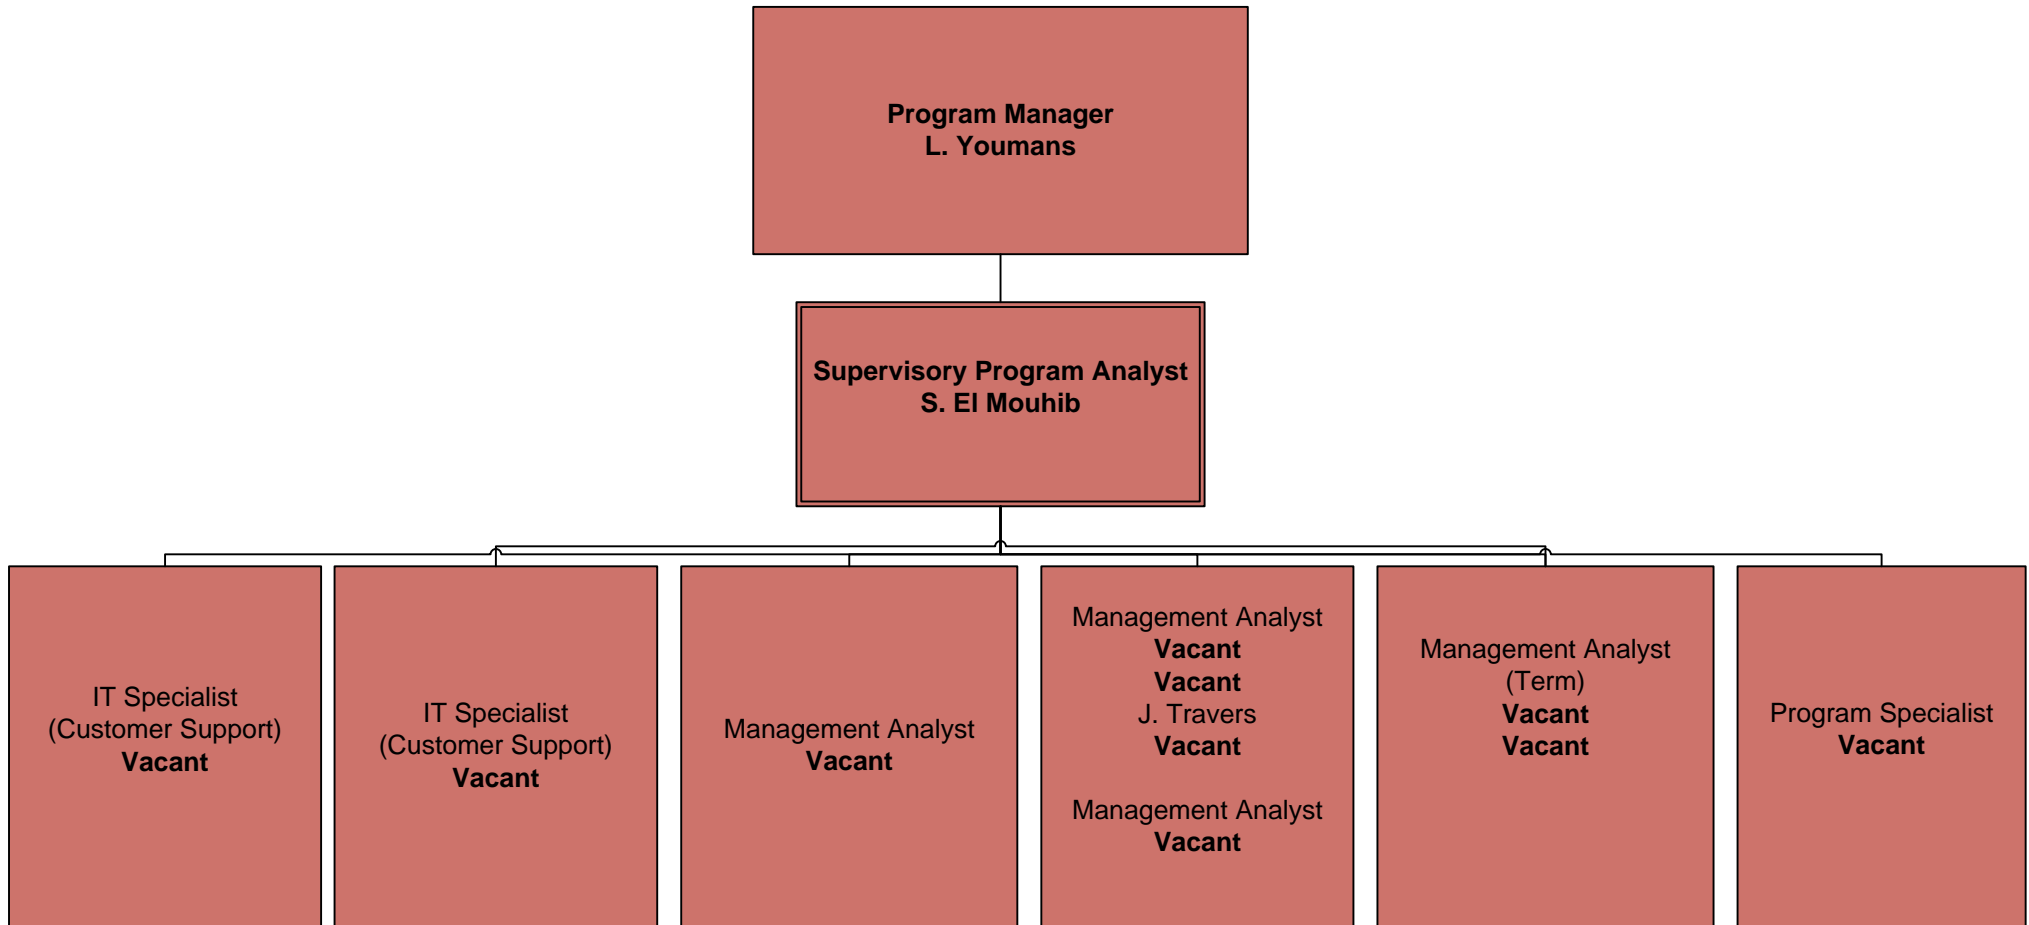 Program Manager
L. Youmans
Supervisory Program Analyst
S. El Mouhib
IT Specialist
(Customer Support)
Vacant
IT Specialist
(Customer Support)
Vacant
Management Analyst
Vacant
Management Analyst
Vacant
Vacant
J. Travers
Vacant
Management Analyst
Vacant
Management Analyst
(Term)
Vacant
Vacant
Program Specialist
Vacant